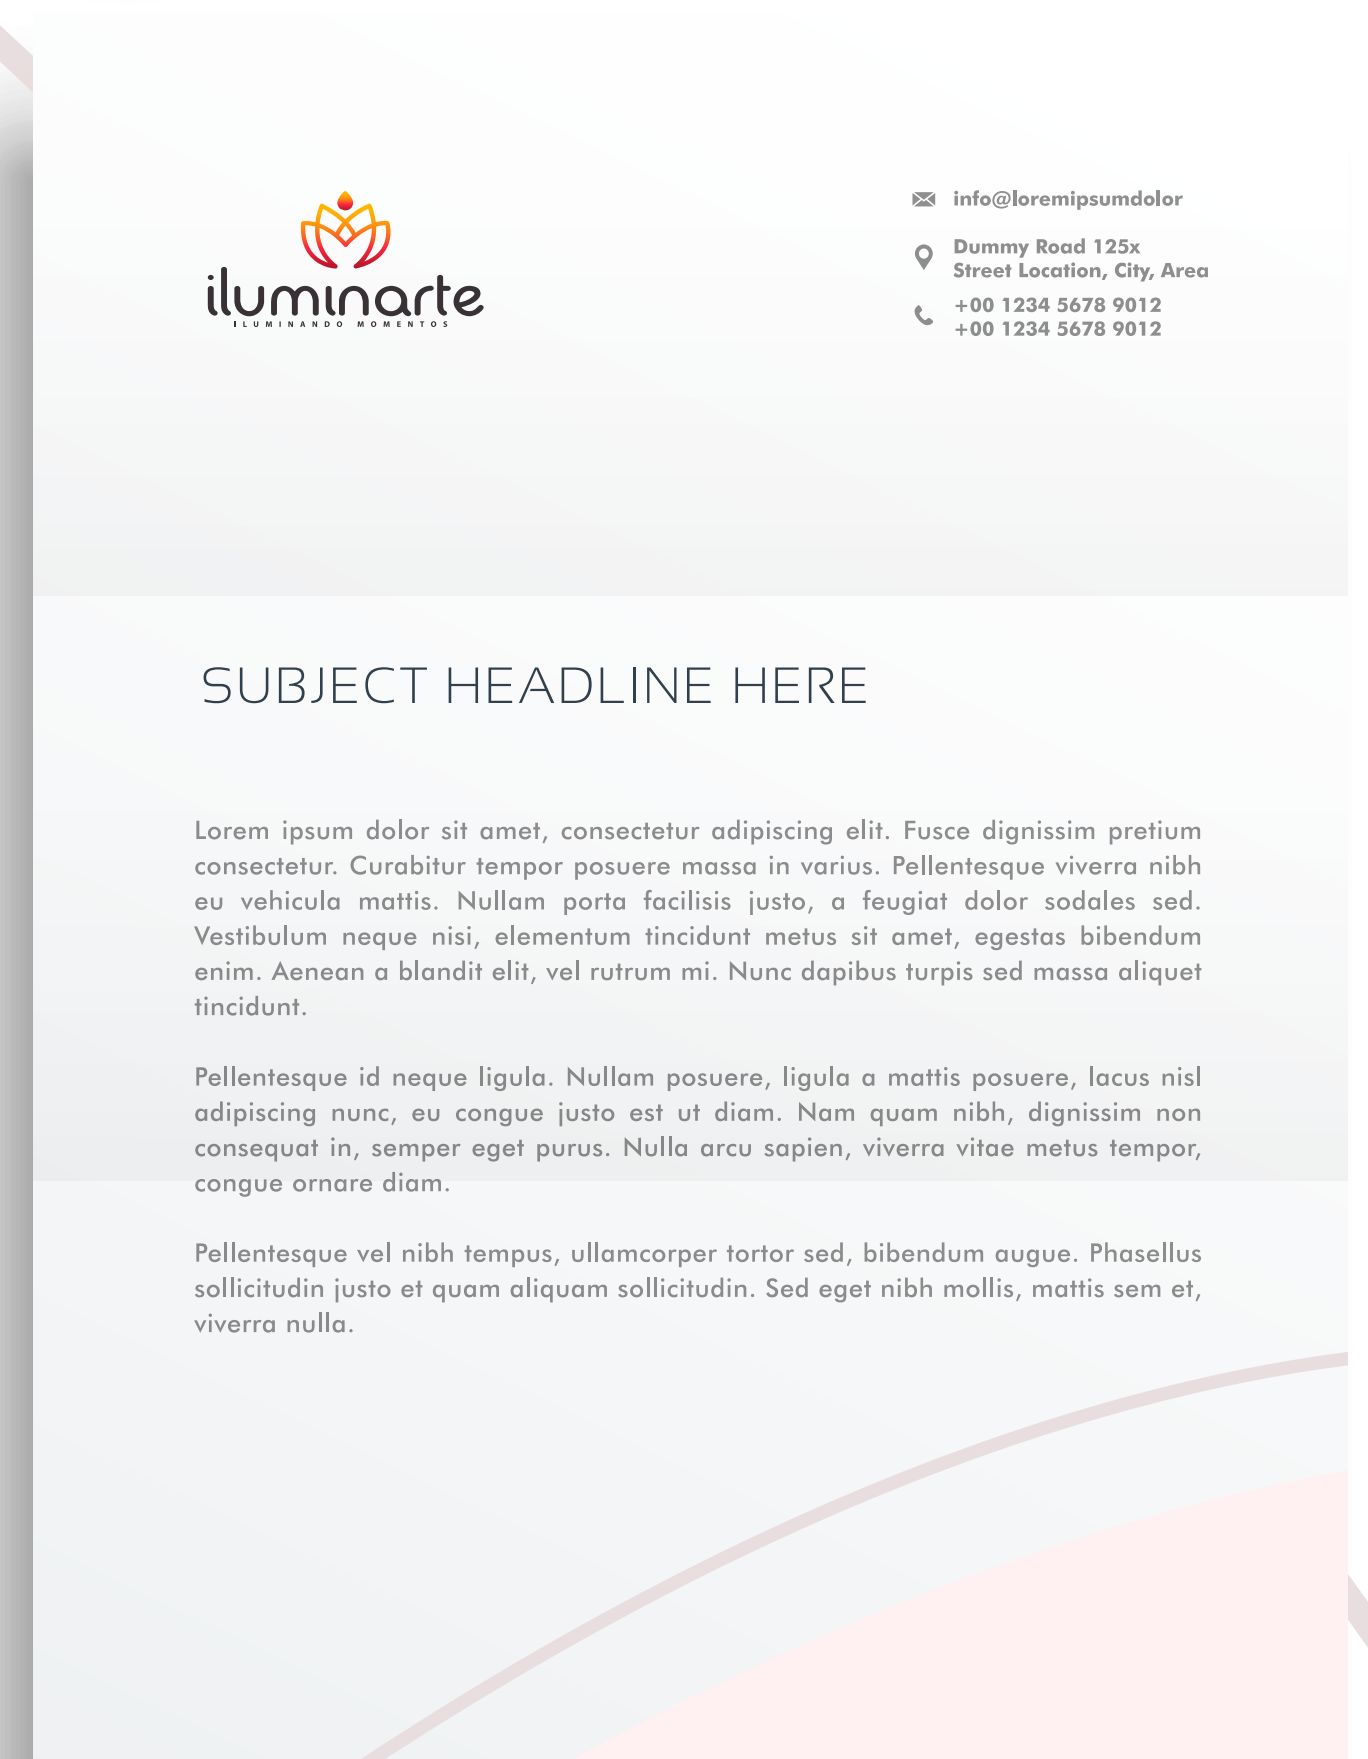 iluminarte
ILUMINANDO MOMENTOS
info@loremipsumdolor
Dummy Road 125x
Street Location, City, Area
+00 1234 5678 9012
+00 1234 5678 9012
SUBJECT HEADLINE HERE
Lorem ipsum dolor sit amet, consectetur adipiscing elit. Fusce dignissim pretium
consectetur. Curabitur tempor posuere massa in varius. Pellentesque viverra nibh
eu vehicula mattis. Nullam porta facilisis justo, a feugiat dolor sodales sed.
Vestibulum neque nisi, elementum tincidunt metus sit amet, egestas bibendum
enim. Aenean a blandit elit, vel rutrum mi. Nunc dapibus turpis sed massa aliquet
tincidunt.
Pellentesque id neque ligula. Nullam posuere, ligula a mattis posuere, lacus nisl
adipiscing nunc, eu congue justo est ut diam. Nam quam nibh, dignissim non
consequat in, semper eget purus. Nulla arcu sapien, viverra vitae metus tempor,
congue ornare diam.
Pellentesque vel nibh tempus, ullamcorper tortor sed, bibendum augue. Phasellus
sollicitudin justo et quam aliquam sollicitudin. Sed eget nibh mollis, mattis sem et,
viverra nulla.